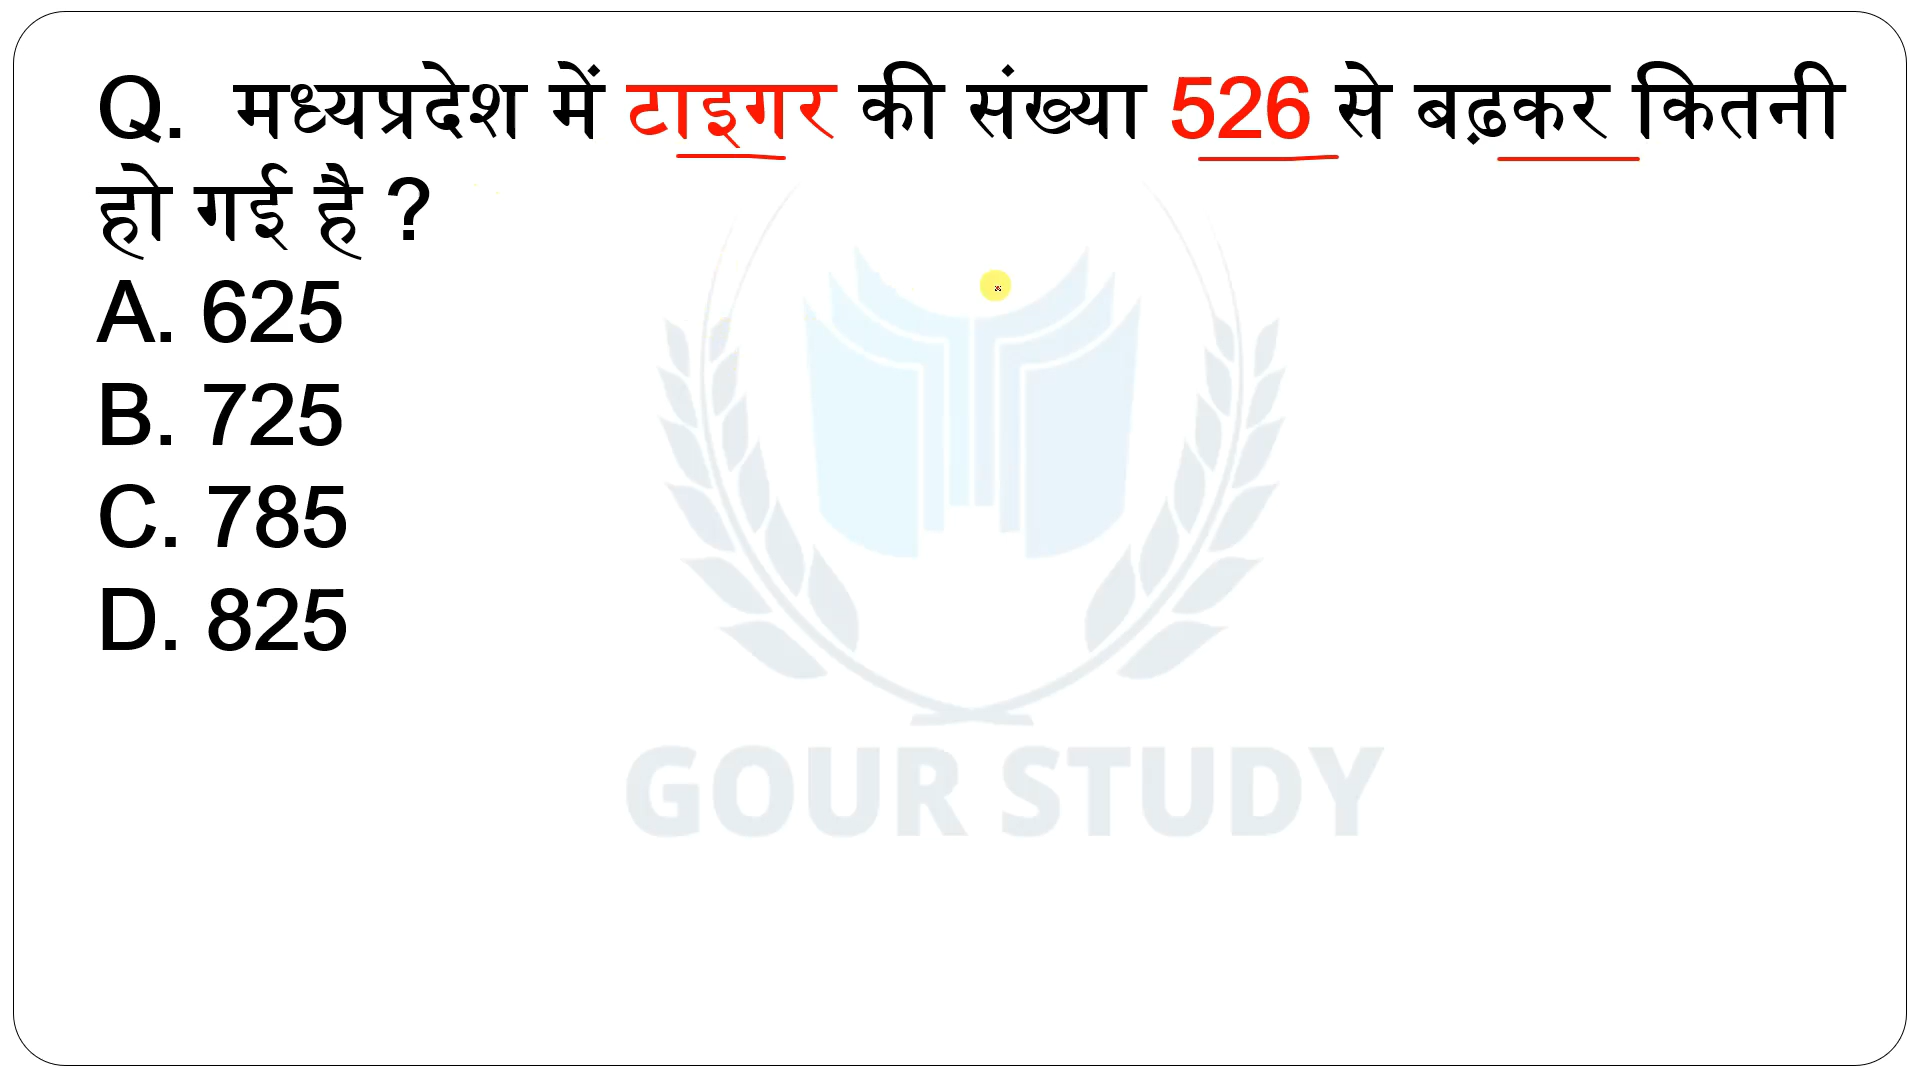 Q. मध्यप्रदेश में टाइगर की संख्या 526 से बढ़कर कितनी
हो गई है ?
A. 625
B. 725
C. 785
D. 825
GOUR STUDY